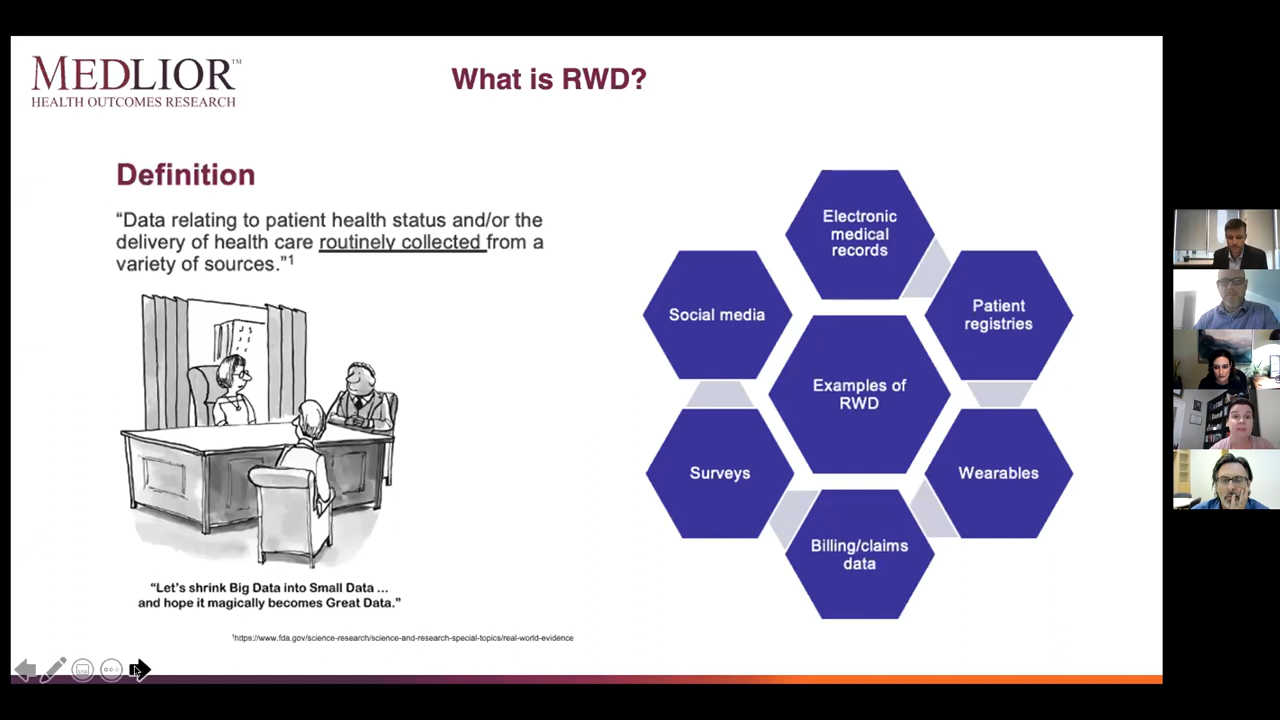 MEDLIOR™
HEALTH OUTCOMES RESEARCH
What is RWD?
Definition
“Data relating to patient health status and/or the
delivery of health care routinely collected from a
variety of sources.”1
“Let’s shrink Big Data into Small Data ...
and hope it magically becomes Great Data.”
1https://www.fda.gov/science-research/science-and-research-special-topics/real-world-evidence
Electronic
medical
records
Social media
Patient
registries
Examples of
RWD
Surveys
Wearables
Billing/claims
data